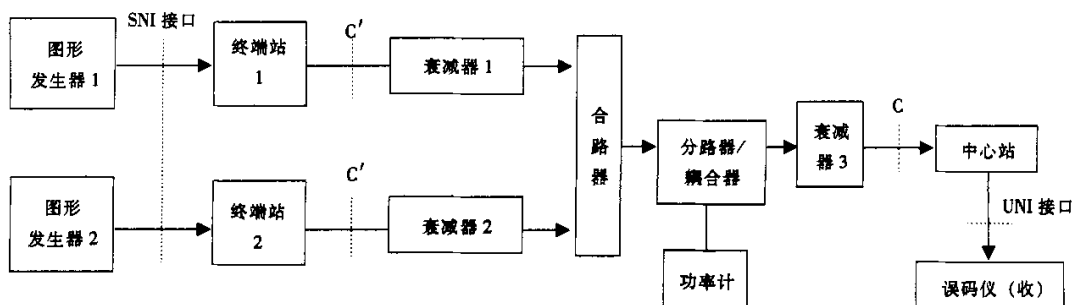 SNI 接口
图形
发生器 1
终端站
1
C′
衰减器 1
合
路
器
分路器/
耦合器
衰减
器 3
C
中心站
UNI 接口
图形
发生器 2
终端站
2
C′
衰减器 2
功率计
误码仪（收）